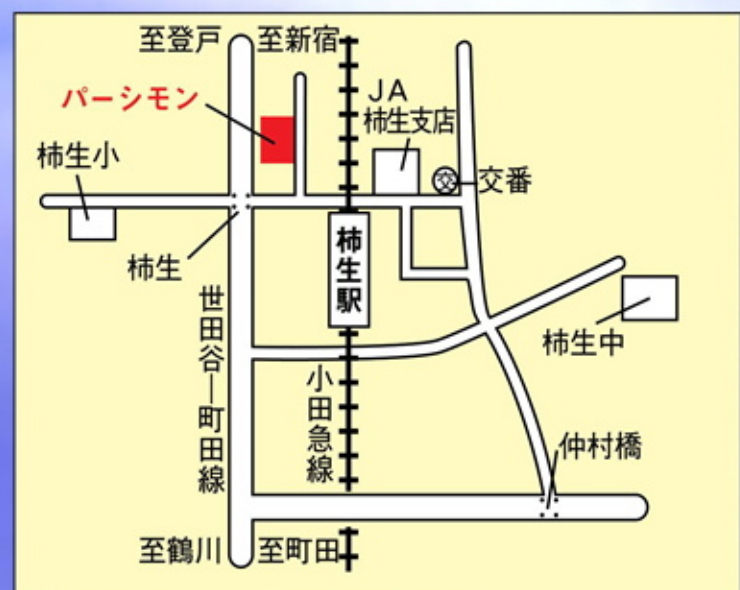 至登戸
至新宿
パーシモン
JA
柿生支店
柿生小
交
交番
柿生
柿生駅
世田谷―町田線
小田急線
柿生中
仲村橋
至鶴川
至町田